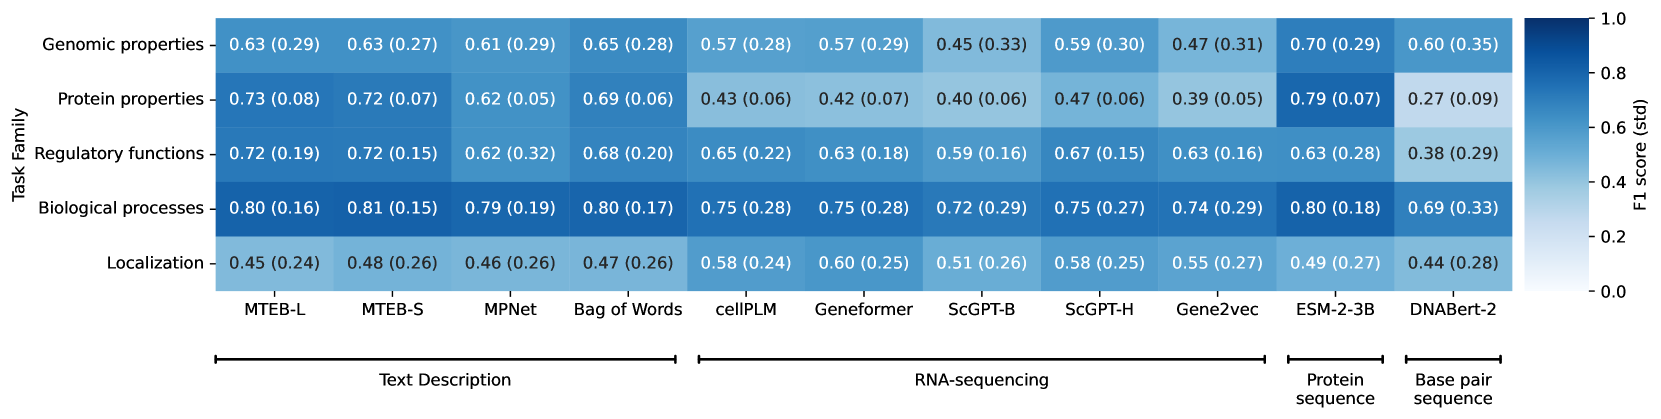 Task Family
Genomic properties 0.63 (0.29) 0.63 (0.27) 0.61 (0.29) 0.65 (0.28) 0.57 (0.28) 0.57 (0.29) 0.45 (0.33) 0.59 (0.30) 0.47 (0.31) 0.70 (0.29) 0.60 (0.35)
Protein properties 0.73 (0.08) 0.72 (0.07) 0.62 (0.05) 0.69 (0.06) 0.43 (0.06) 0.42 (0.07) 0.40 (0.06) 0.47 (0.06) 0.39 (0.05) 0.79 (0.07) 0.27 (0.09)
Regulatory functions 0.72 (0.19) 0.72 (0.15) 0.62 (0.32) 0.68 (0.20) 0.65 (0.22) 0.63 (0.18) 0.59 (0.16) 0.67 (0.15) 0.63 (0.16) 0.63 (0.28) 0.38 (0.29)
Biological processes 0.80 (0.16) 0.81 (0.15) 0.79 (0.19) 0.80 (0.17) 0.75 (0.28) 0.75 (0.28) 0.72 (0.29) 0.75 (0.27) 0.74 (0.29) 0.80 (0.18) 0.69 (0.33)
Localization 0.45 (0.24) 0.48 (0.26) 0.46 (0.26) 0.47 (0.26) 0.58 (0.24) 0.60 (0.25) 0.51 (0.26) 0.58 (0.25) 0.55 (0.27) 0.49 (0.27) 0.44 (0.28)
MTEB-L MTEB-S MPNet Bag of Words cellPLM Geneformer ScGPT-B ScGPT-H Gene2vec ESM-2-3B DNABert-2
Text Description
RNA-sequencing
Protein
sequence
Base pair
sequence
1.0
0.8
0.6
0.4
0.2
0.0
F1 score (std)